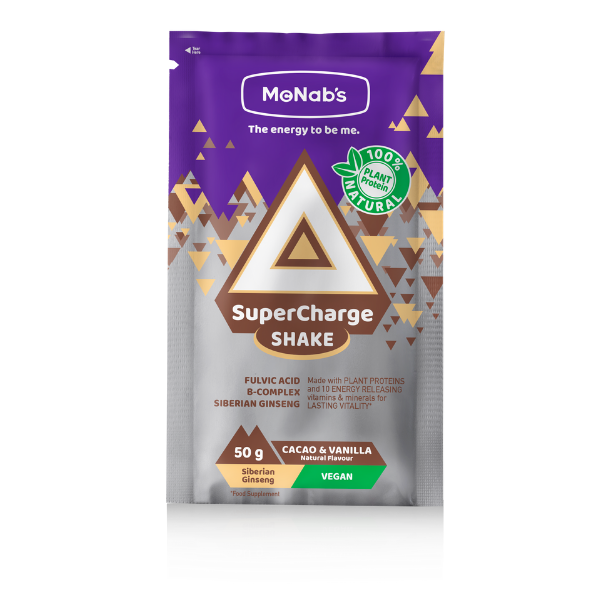 Tear
Here
McNab's
The energy to be me.
100%
PLANT
Protein
NATURAL
SuperCharge
SHAKE
FULVIC ACID
B-COMPLEX
SIBERIAN GINSENG
Made with PLANT PROTEINS
and 10 ENERGY RELEASING
vitamins & minerals for
LASTING VITALITY*
50 g
CACAO & VANILLA
Natural Flavour
Siberian
Ginseng
VEGAN
*Food Supplement